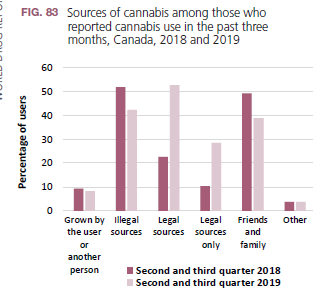 FIG. 83 Sources of cannabis among those who
reported cannabis use in the past three
months, Canada, 2018 and 2019
Percentage of users
60
50
40
30
20
10
0
Grown by the user or another person
Illegal sources
Legal sources
Legal sources only
Friends and family
Other
Second and third quarter 2018
Second and third quarter 2019